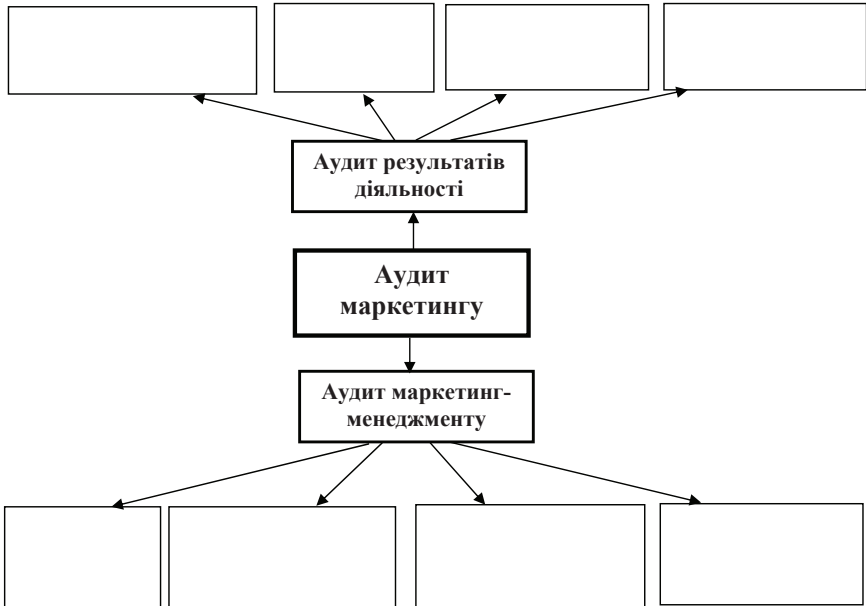 Аудит результатів
діяльності
Аудит
маркетингу
Аудит маркетинг-
менеджменту